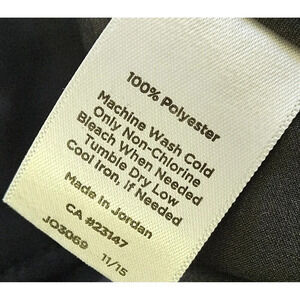 100% Polyester
Machine Wash Cold
Only Non-Chlorine
Bleach When Needed
Tumble Dry Low
Cool Iron, If Needed
Made In Jordan
CA #23147
JO3069 11/15